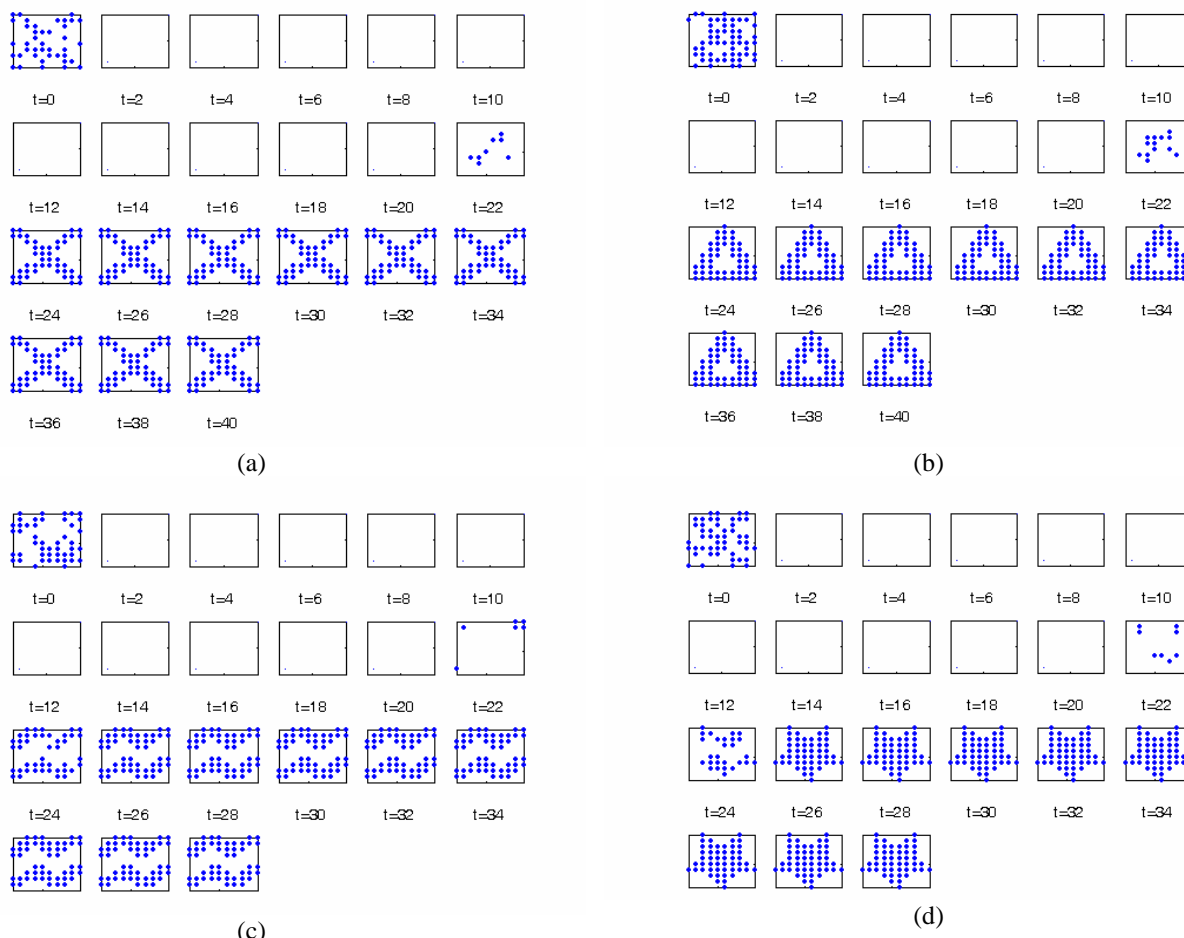 t=0 t=2 t=4 t=6 t=8 t=10
t=12 t=14 t=16 t=18 t=20 t=22
t=24 t=26 t=28 t=30 t=32 t=34
t=36 t=38 t=40
(a)
t=0 t=2 t=4 t=6 t=8 t=10
t=12 t=14 t=16 t=18 t=20 t=22
t=24 t=26 t=28 t=30 t=32 t=34
t=36 t=38 t=40
(b)
t=0 t=2 t=4 t=6 t=8 t=10
t=12 t=14 t=16 t=18 t=20 t=22
t=24 t=26 t=28 t=30 t=32 t=34
(c)
t=0 t=2 t=4 t=6 t=8 t=10
t=12 t=14 t=16 t=18 t=20 t=22
t=24 t=26 t=28 t=30 t=32 t=34
(d)